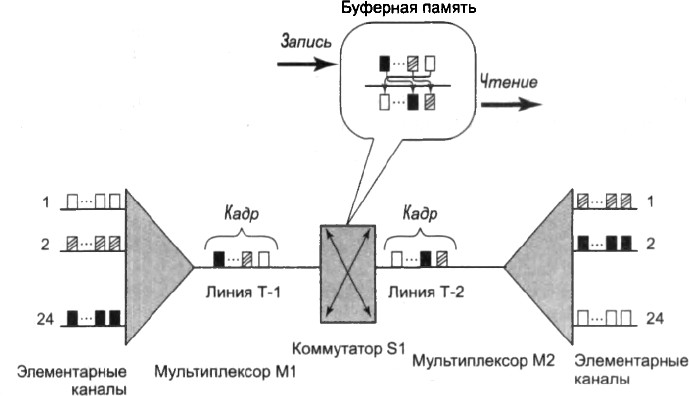 Буферная память
Запись
Чтение
1
2
24
Кадр
Кадр
1
2
24
Линия Т-1
Линия Т-2
Коммутатор S1
Элементарные
каналы
Мультиплексор М1
Мультиплексор М2
Элементарные
каналы